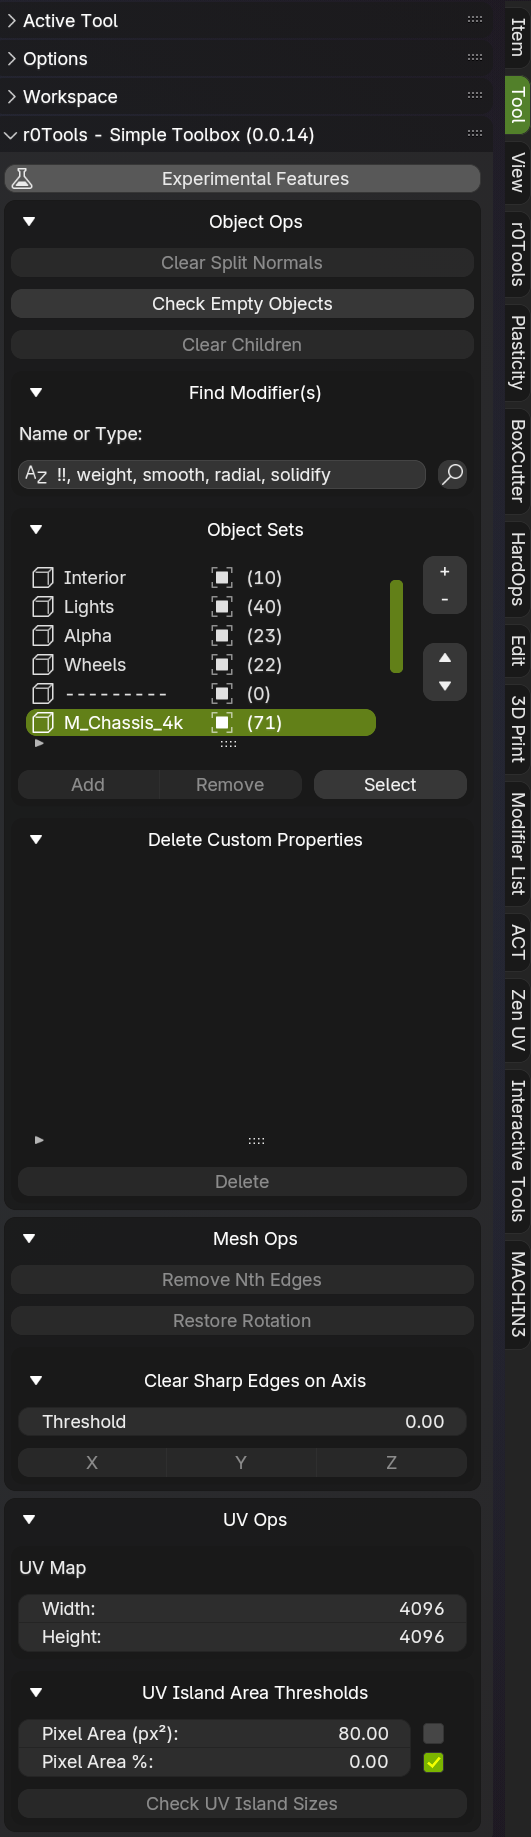 Active Tool
Options
Workspace
r0Tools - Simple Toolbox (0.0.14)
Experimental Features
Object Ops
Clear Split Normals
Check Empty Objects
Clear Children
Find Modifier(s)
Name or Type:
!!, weight, smooth, radial, solidify
Object Sets
Interior (10)
Lights (40)
Alpha (23)
Wheels (22)
--------- (0)
M_Chassis_4k (71)
+
-
Add Remove Select
Delete Custom Properties
Delete
Mesh Ops
Remove Nth Edges
Restore Rotation
Clear Sharp Edges on Axis
Threshold 0.00
X Y Z
UV Ops
UV Map
Width: 4096
Height: 4096
UV Island Area Thresholds
Pixel Area (px²): 80.00
Pixel Area %: 0.00
Check UV Island Sizes
Item
Tool
View
r0Tools
Plasticity
BoxCutter
HardOps
Edit
3D Print
Modifier List
ACT
Zen UV
Interactive Tools
MACHIN3